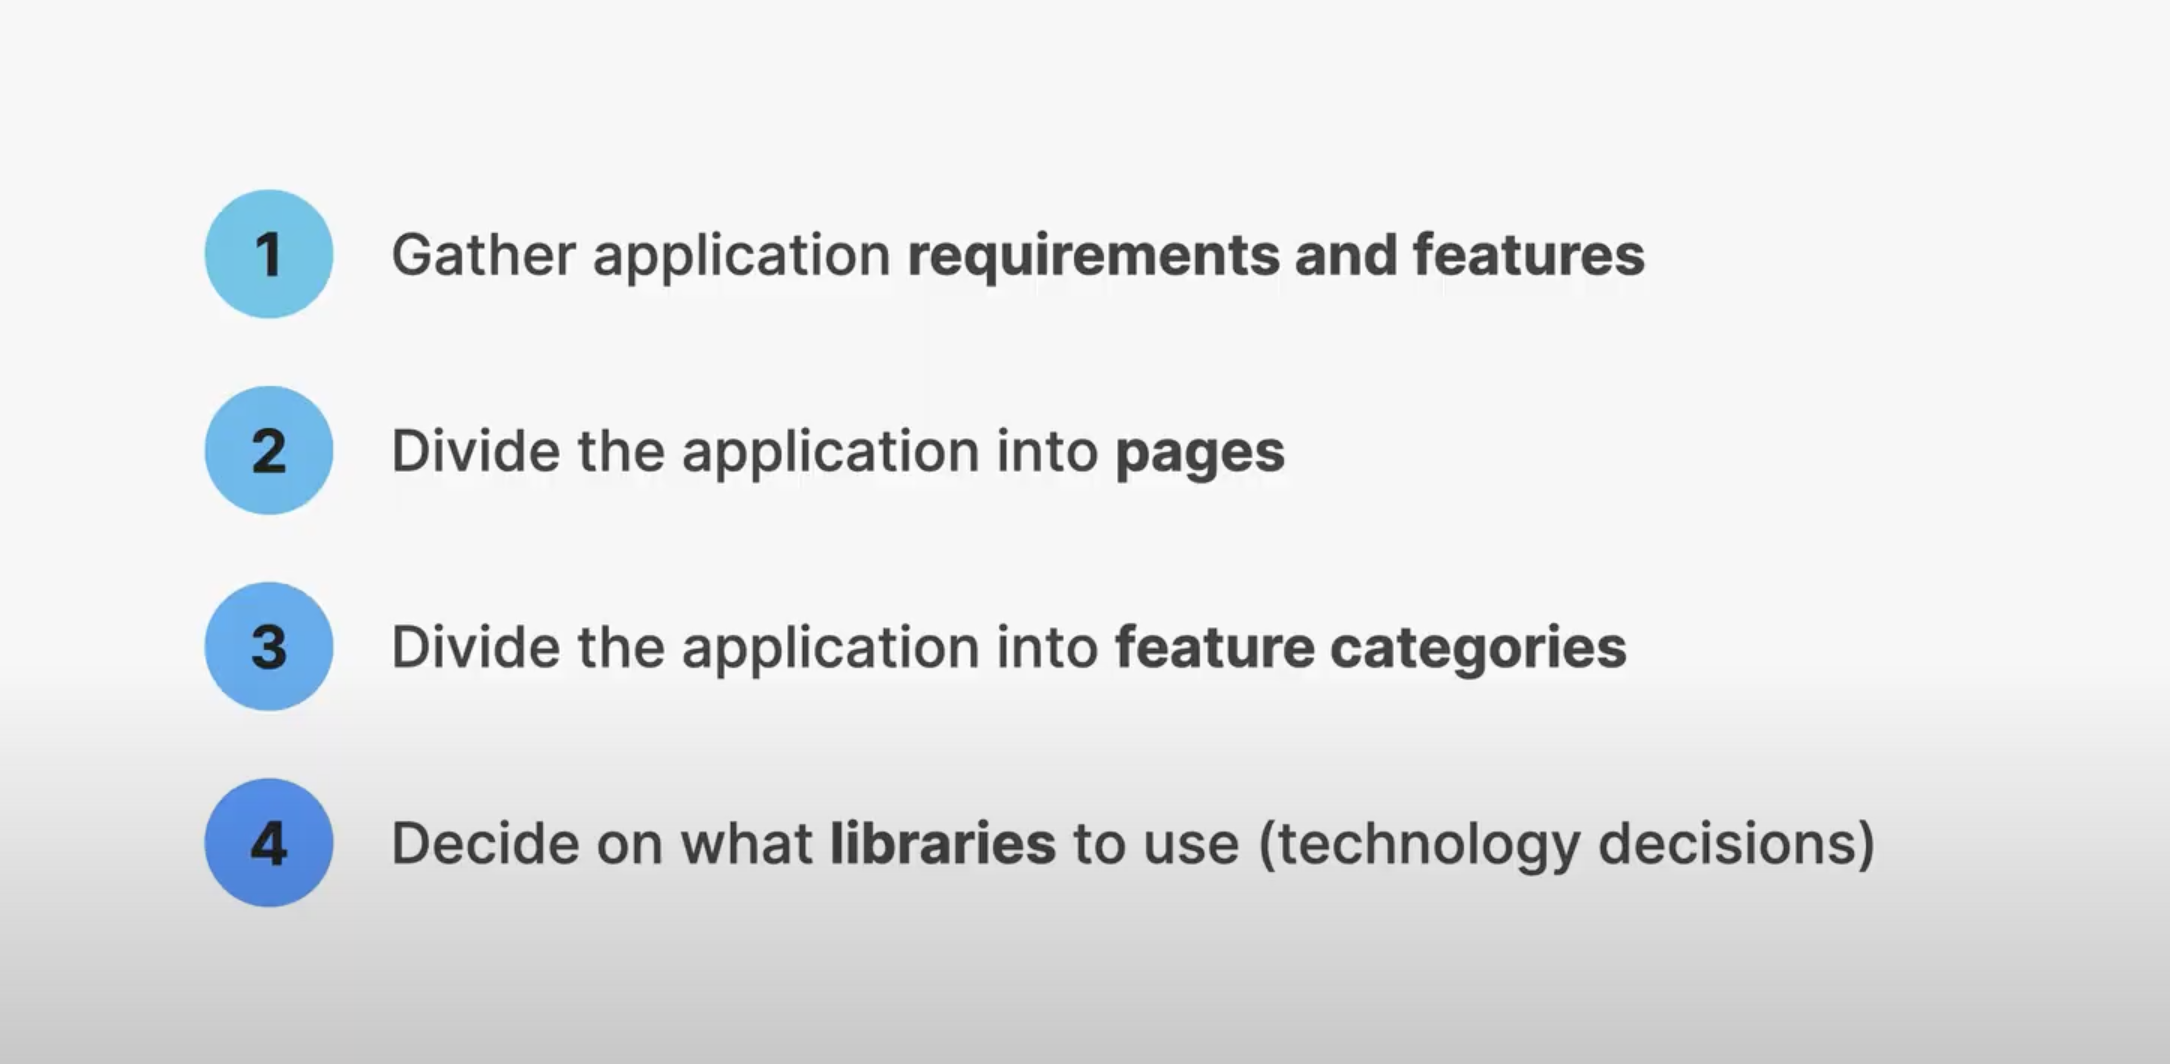 1 Gather application requirements and features
2 Divide the application into pages
3 Divide the application into feature categories
4 Decide on what libraries to use (technology decisions)